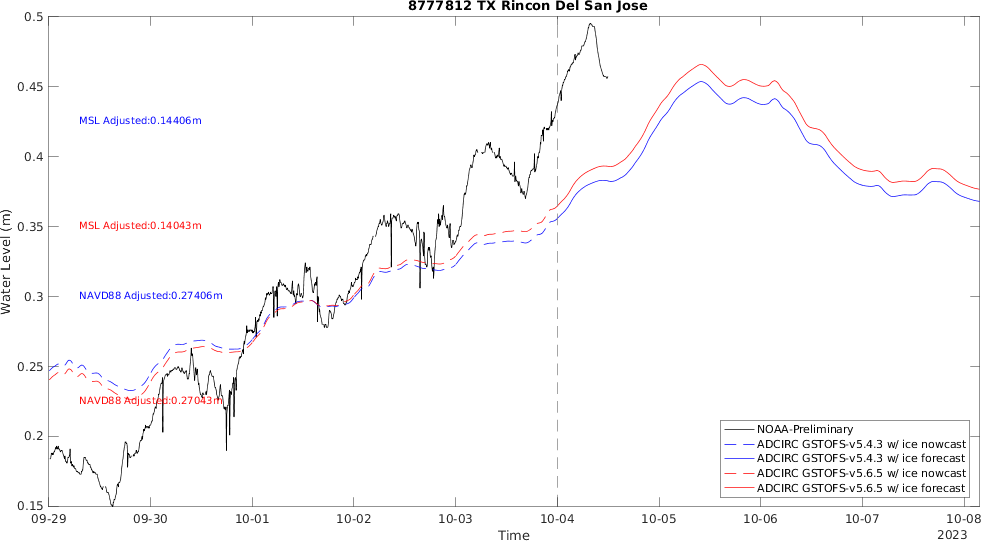 8777812 TX Rincon Del San Jose
0.5
0.45
MSL Adjusted:0.14406m
0.4
0.35
MSL Adjusted:0.14043m
Water Level (m)
0.3
NAVD88 Adjusted:0.27406m
0.25
NAVD88 Adjusted:0.27043m
0.2
0.15
NOAA-Preliminary
ADCIRC GSTOFS-v5.4.3 w/ ice nowcast
ADCIRC GSTOFS-v5.4.3 w/ ice forecast
ADCIRC GSTOFS-v5.6.5 w/ ice nowcast
ADCIRC GSTOFS-v5.6.5 w/ ice forecast
09-29 09-30 10-01 10-02 10-03 10-04 10-05 10-06 10-07 10-08
Time
2023